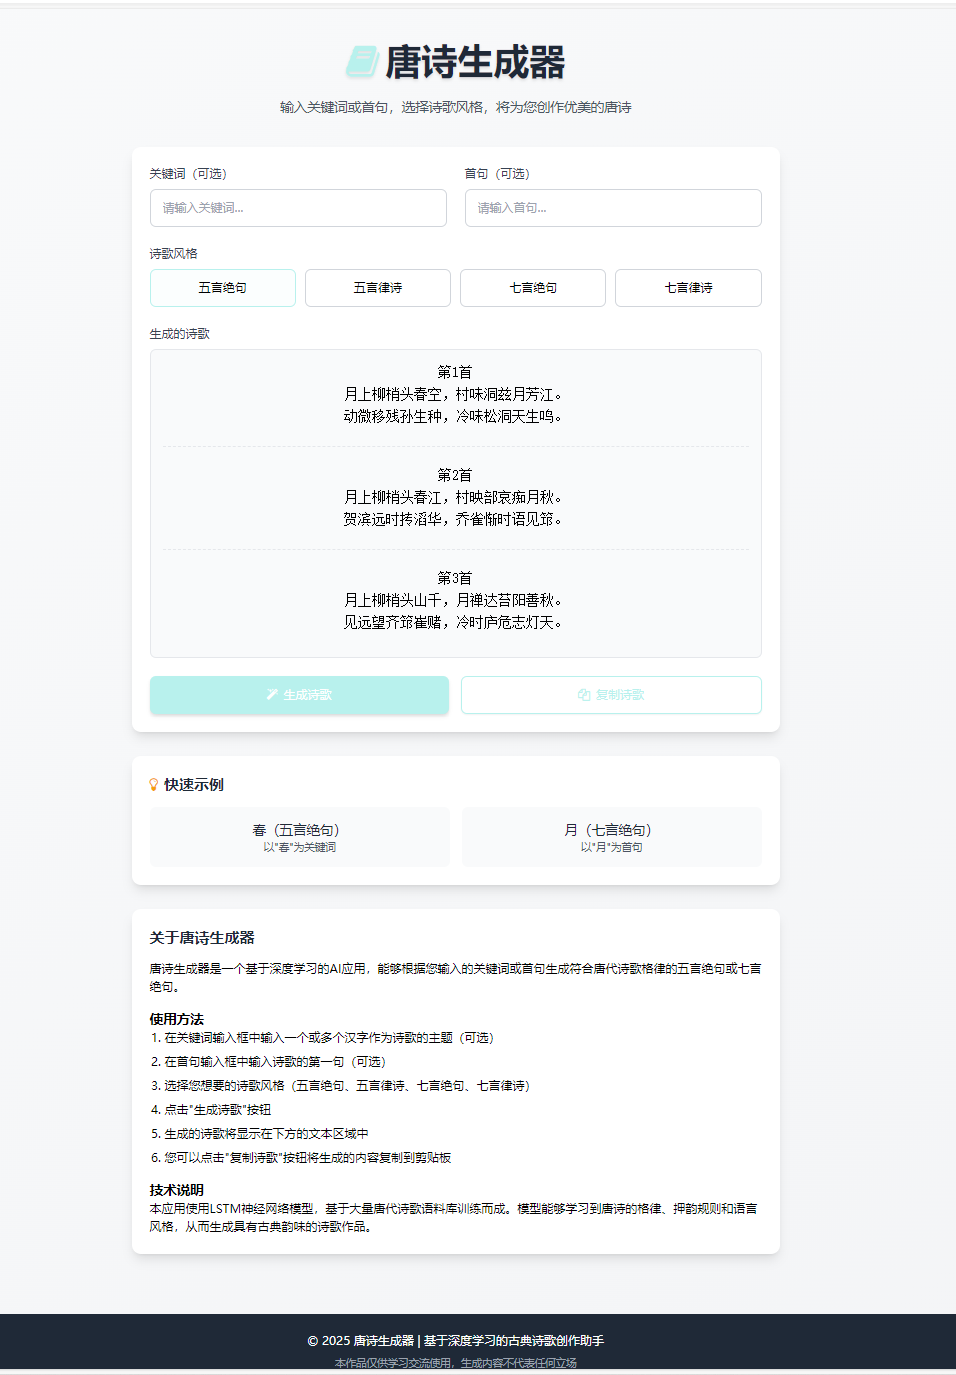 唐诗生成器
输入关键词或首句，选择诗歌风格，将为您创作优美的唐诗
关键词（可选）
首句（可选）
请输入关键词...
请输入首句...
诗歌风格
五言绝句
五言律诗
七言绝句
七言律诗
生成的诗歌
第1首
月上柳梢头春空，村味洞兹月芳江。
动微移残孙生种，冷味松洞天生鸣。
第2首
月上柳梢头春江，村映部哀痴月秋。
贺滨远时抟滔华，乔雀惭时语见筇。
第3首
月上柳梢头山千，月禅达苔阳善秋。
见远望齐筇崔赌，冷时庐危志灯天。
生成诗歌
复制诗歌
快速示例
春（五言绝句）
以"春"为关键词
月（七言绝句）
以"月"为首句
关于唐诗生成器
唐诗生成器是一个基于深度学习的AI应用，能够根据您输入的关键词或首句生成符合唐代诗歌格律的五言绝句或七言
绝句。
使用方法
1. 在关键词输入框中输入一个或多个汉字作为诗歌的主题（可选）
2. 在首句输入框中输入诗歌的第一句（可选）
3. 选择您想要的诗歌风格（五言绝句、五言律诗、七言绝句、七言律诗）
4. 点击"生成诗歌"按钮
5. 生成的诗歌将显示在下方的文本区域中
6. 您可以点击"复制诗歌"按钮将生成的内容复制到剪贴板
技术说明
本应用使用LSTM神经网络模型，基于大量唐代诗歌语料库训练而成。模型能够学习到唐诗的格律、押韵规则和语言
风格，从而生成具有古典韵味的诗歌作品。
© 2025 唐诗生成器 | 基于深度学习的古典诗歌创作助手
本作品仅供学习交流使用，生成内容不代表任何立场